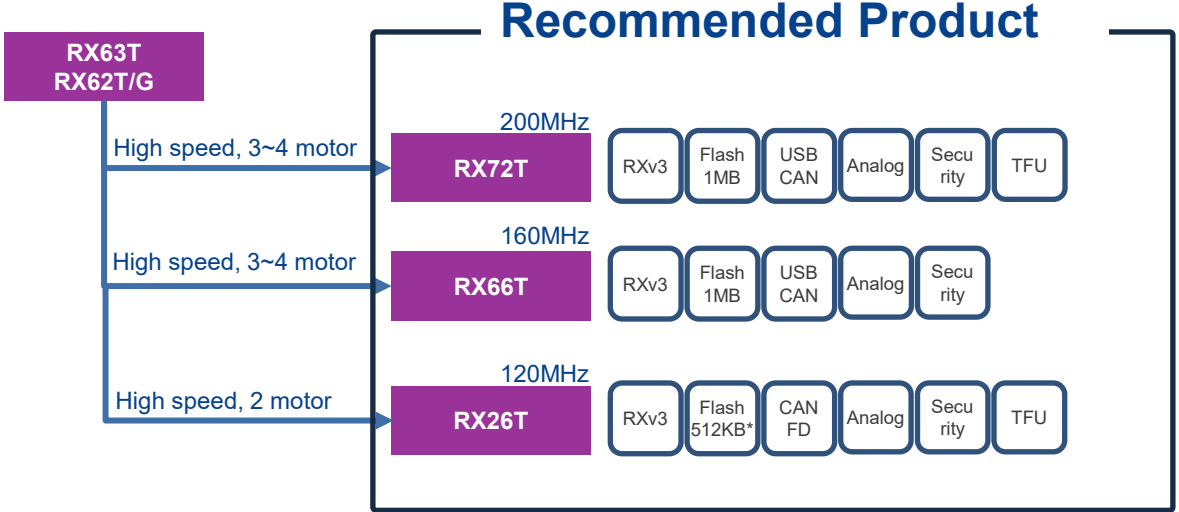 Recommended Product
RX63T
RX62T/G
200MHz
High speed, 3~4 motor
RX72T
RXv3
Flash
1MB
USB
CAN
Analog
Secu
rity
TFU
160MHz
High speed, 3~4 motor
RX66T
RXv3
Flash
1MB
USB
CAN
Analog
Secu
rity
120MHz
High speed, 2 motor
RX26T
RXv3
Flash
512KB*
CAN
FD
Analog
Secu
rity
TFU